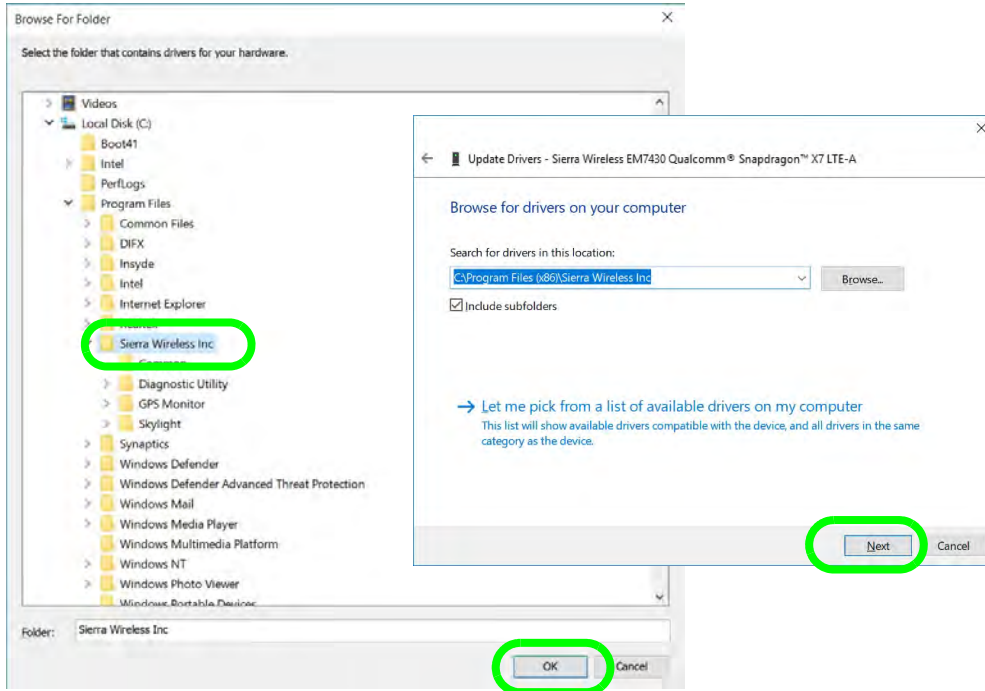 Browse For Folder
Select the folder that contains drivers for your hardware.
Videos
Local Disk (C:)
Boot41
Intel
PerfLogs
Program Files
Common Files
DIFX
Insyde
Intel
Internet Explorer
Sierra Wireless Inc
Common
Diagnostic Utility
GPS Monitor
Skylight
Synaptics
Windows Defender
Windows Defender Advanced Threat Protection
Windows Mail
Windows Media Player
Windows Multimedia Platform
Windows NT
Windows Photo Viewer
Windows Portable Devices
Folder: Sierra Wireless Inc
OK Cancel
Update Drivers - Sierra Wireless EM7430 Qualcomm® Snapdragon™ X7 LTE-A
Browse for drivers on your computer
Search for drivers in this location:
C:\Program Files (x86)\Sierra Wireless Inc
Browse...
Include subfolders
Let me pick from a list of available drivers on my computer
This list will show available drivers compatible with the device, and all drivers in the same
category as the device.
Next Cancel